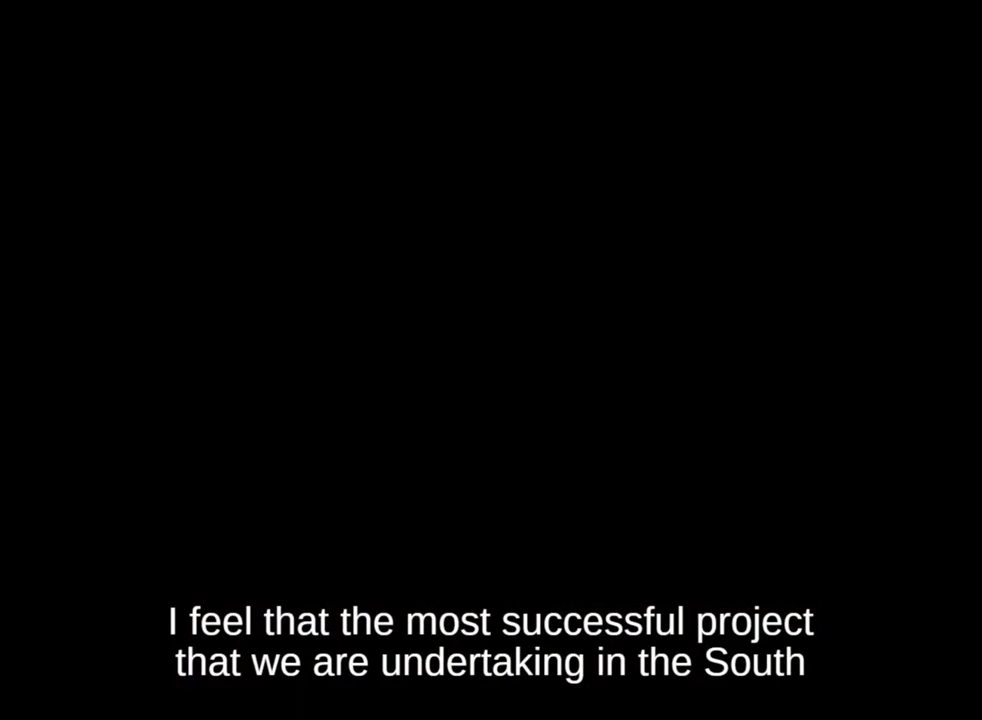 I feel that the most successful project
that we are undertaking in the South